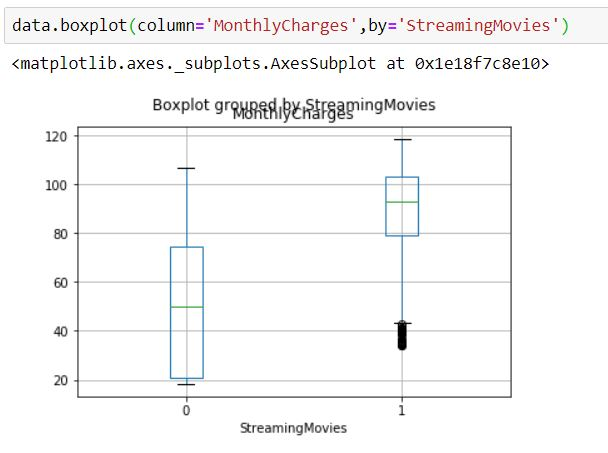 data.boxplot(column='MonthlyCharges',by='StreamingMovies')
<matplotlib.axes._subplots.AxesSubplot at 0x1e18f7c8e10>
Boxplot grouped by StreamingMovies
MonthlyCharges
120
100
80
60
40
20
0 1
StreamingMovies